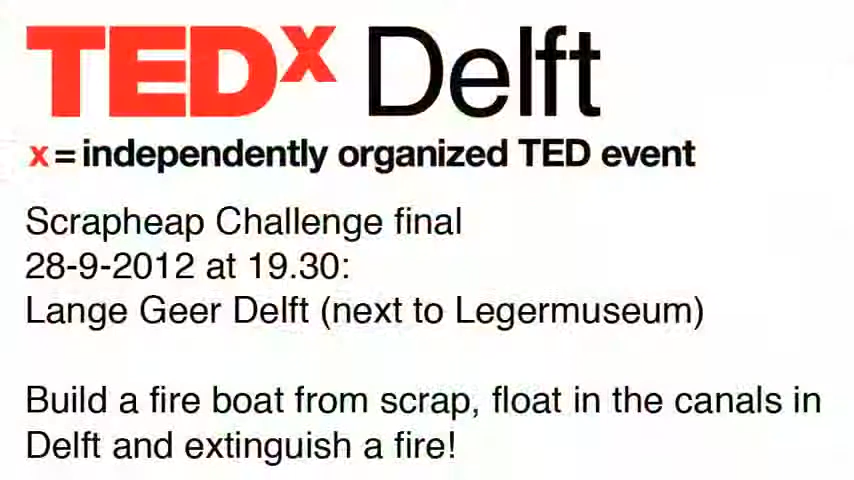 TEDx Delft
x = independently organized TED event
Scrapheap Challenge final
28-9-2012 at 19.30:
Lange Geer Delft (next to Legermuseum)
Build a fire boat from scrap, float in the canals in
Delft and extinguish a fire!